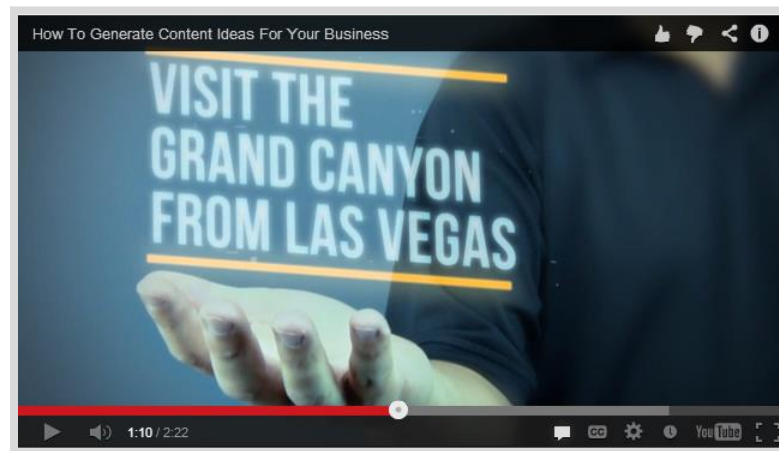 How To Generate Content Ideas For Your Business
VISIT THE
GRAND CANYON
FROM LAS VEGAS
1:10 / 2:22
CC
YouTube